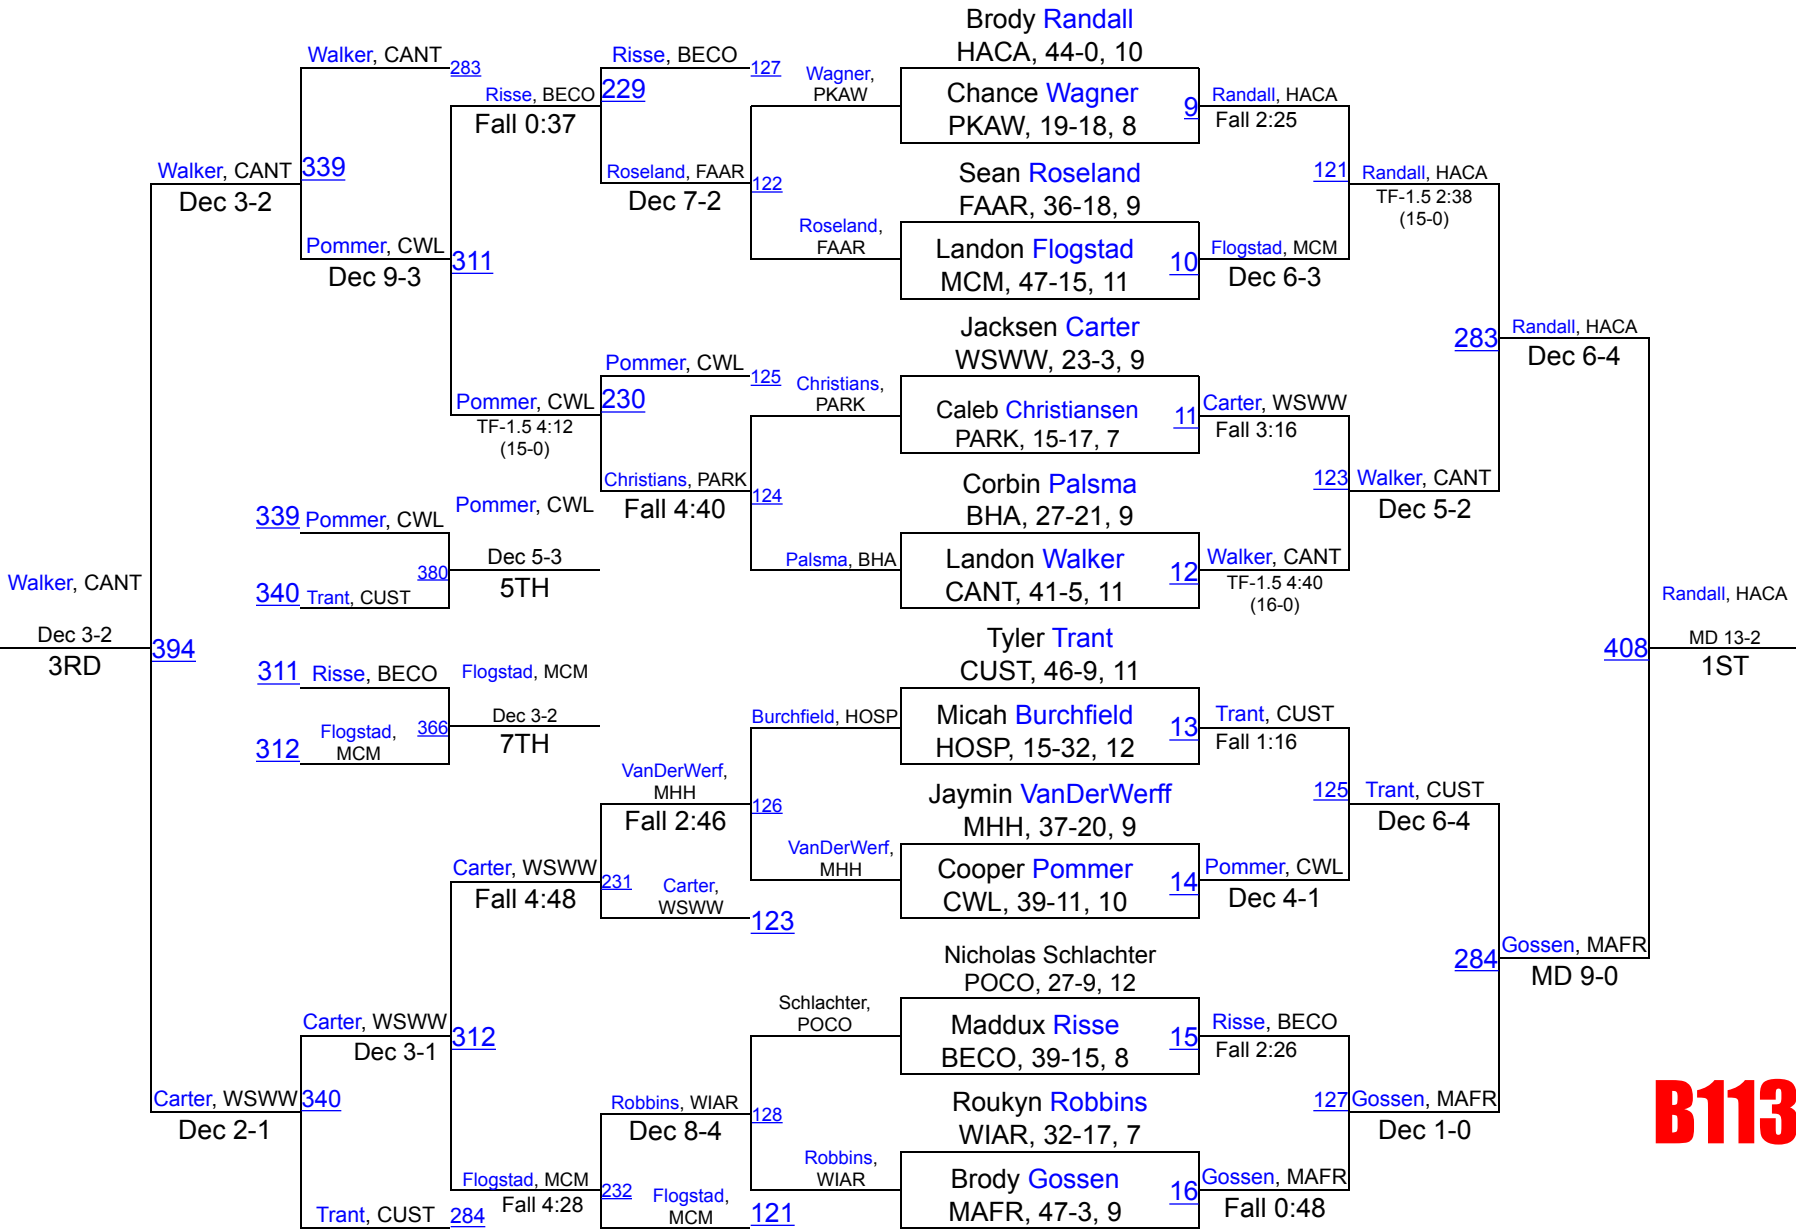 Brody Randall
HACA, 44-0, 10
Chance Wagner
PKAW, 19-18, 8
9
Sean Roseland
FAAR, 36-18, 9
Landon Flogstad
MCM, 47-15, 11
10
Jacksen Carter
WSWW, 23-3, 9
Caleb Christiansen
PARK, 15-17, 7
11
Corbin Palsma
BHA, 27-21, 9
Landon Walker
CANT, 41-5, 11
12
Tyler Trant
CUST, 46-9, 11
Micah Burchfield
HOSP, 15-32, 12
13
Jaymin VanDerWerff
MHH, 37-20, 9
Cooper Pommer
CWL, 39-11, 10
14
Nicholas Schlachter
POCO, 27-9, 12
Maddux Risse
BECO, 39-15, 8
15
Roukyn Robbins
WIAR, 32-17, 7
Brody Gossen
MAFR, 47-3, 9
16
Randall, HACA
Fall 2:25
121
Flogstad, MCM
Dec 6-3
Carter, WSWW
Fall 3:16
123
Walker, CANT
TF-1.5 4:40
(16-0)
Trant, CUST
Fall 1:16
125
Pommer, CWL
Dec 4-1
Risse, BECO
Fall 2:26
127
Gossen, MAFR
Fall 0:48
Randall, HACA
TF-1.5 2:38
(15-0)
283
Walker, CANT
Dec 5-2
Trant, CUST
Dec 6-4
284
Gossen, MAFR
Dec 1-0
Randall, HACA
Dec 6-4
408
Gossen, MAFR
MD 9-0
Randall, HACA
MD 13-2
1ST
Wagner,
PKAW
122
Roseland,
FAAR
Christians,
PARK
124
Palsma, BHA
Burchfield, HOSP
126
VanDerWerf,
MHH
Schlachter,
POCO
128
Robbins,
WIAR
Risse, BECO
127
229
Roseland, FAAR
Dec 7-2
Pommer, CWL
125
230
Christians, PARK
Fall 4:40
VanDerWerf,
MHH
Fall 2:46
231
Carter,
WSWW
123
Robbins, WIAR
Dec 8-4
232
Flogstad,
MCM
121
Risse, BECO
Fall 0:37
311
Pommer, CWL
TF-1.5 4:12
(15-0)
Carter, WSWW
Fall 4:48
312
Flogstad, MCM
Fall 4:28
Walker, CANT
283
339
Pommer, CWL
Dec 9-3
Carter, WSWW
Dec 3-1
340
Trant, CUST
284
Walker, CANT
Dec 3-2
394
Carter, WSWW
Dec 2-1
Walker, CANT
Dec 3-2
3RD
339
Pommer, CWL
380
340
Trant, CUST
Pommer, CWL
Dec 5-3
5TH
311
Risse, BECO
366
312
Flogstad,
MCM
Flogstad, MCM
Dec 3-2
7TH
B113